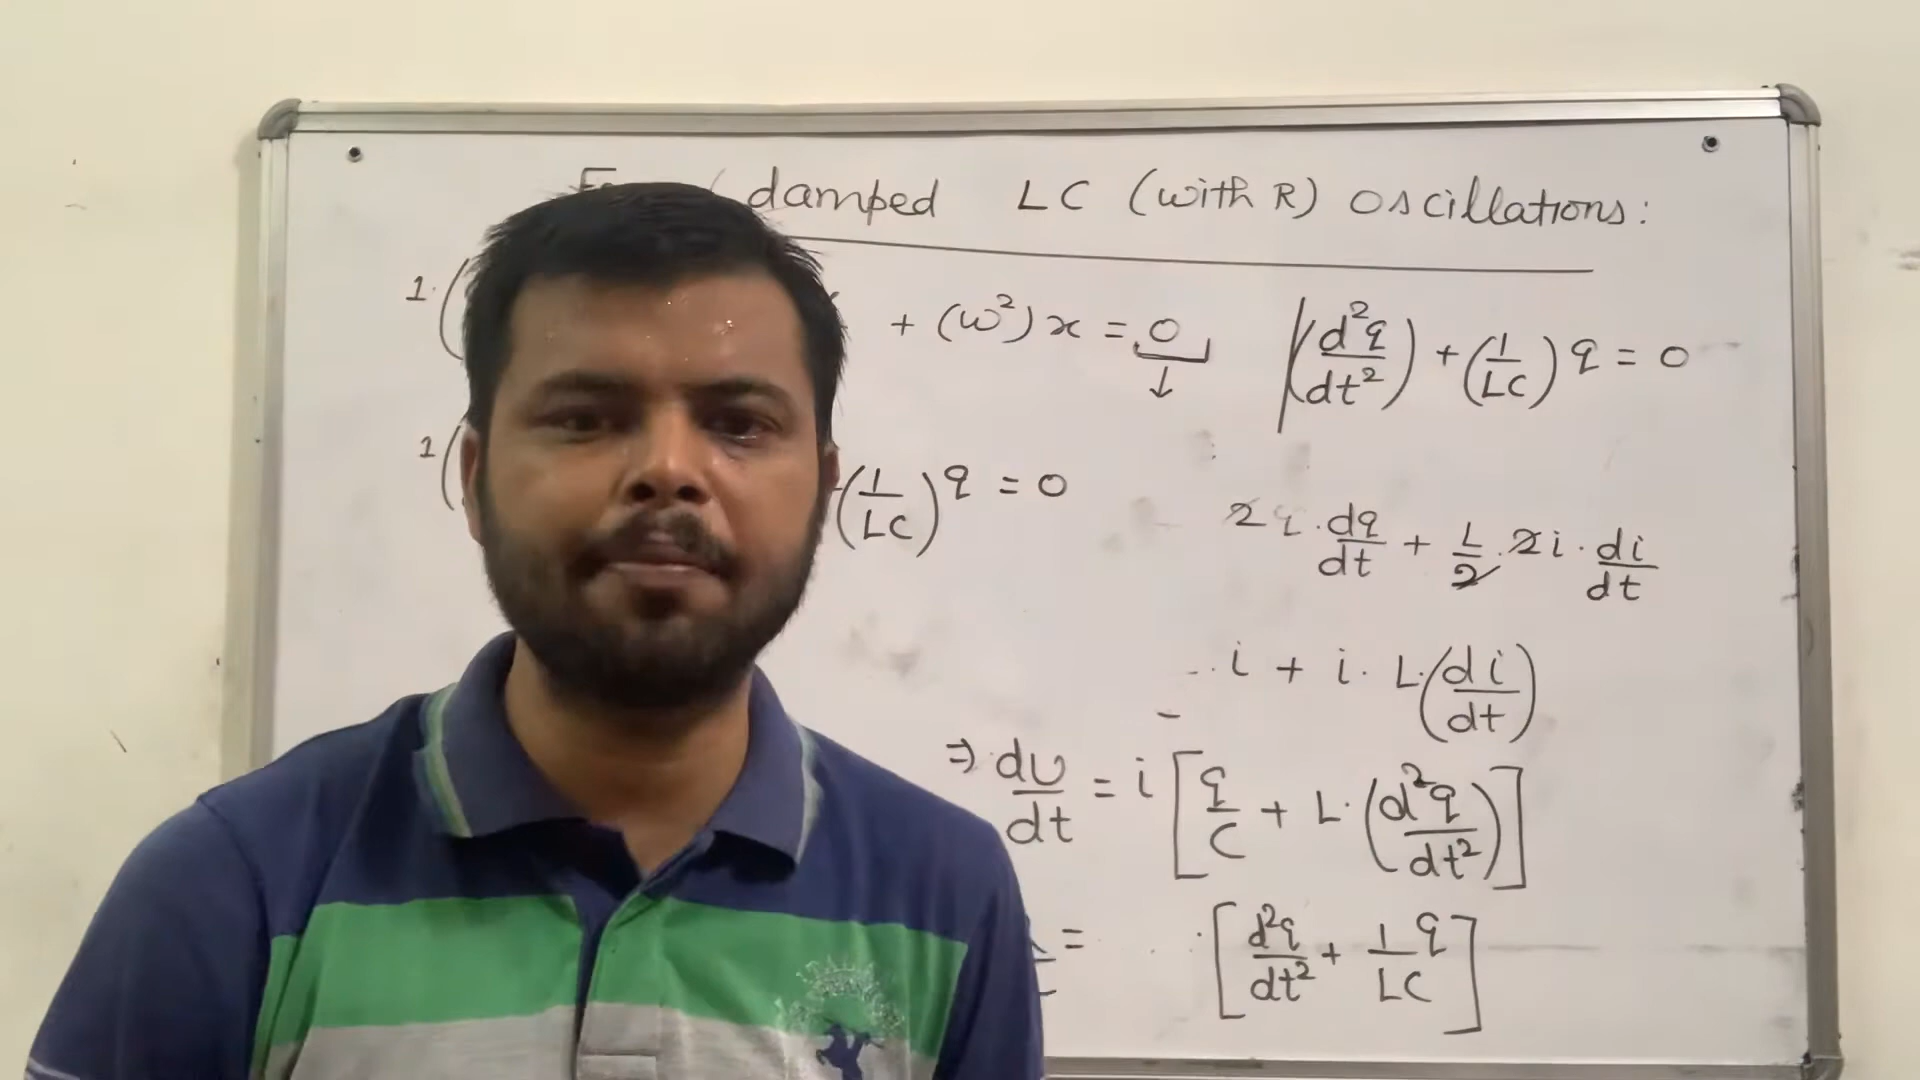 damped LC (with R) oscillations:
1. ( + (ω²) x = 0 ↓ (d²q/dt²) + (1/LC) q = 0
1 ( (1/LC) q = 0
2q . dq/dt + L/2 . 2i . di/dt
i + i . L (di/dt)
⇒ dU/dt = i [q/C + L . (d²q/dt²)]
= [d²q/dt² + 1/LC q]